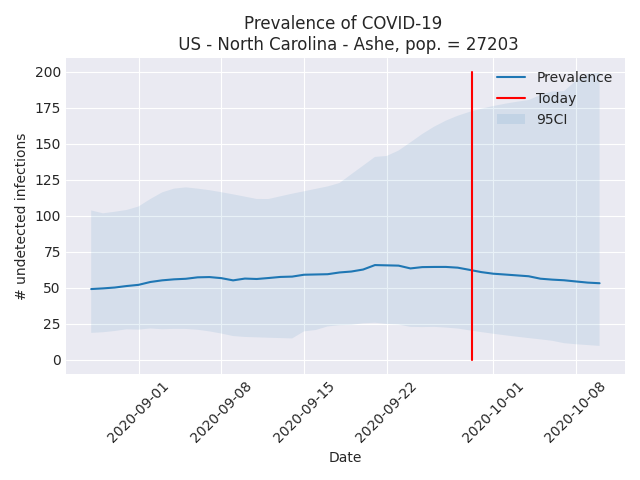 Prevalence of COVID-19
US - North Carolina - Ashe, pop. = 27203
200
175
150
125
100
75
50
25
0
# undetected infections
Prevalence
Today
95CI
2020-09-01
2020-09-08
2020-09-15
2020-09-22
2020-10-01
2020-10-08
Date